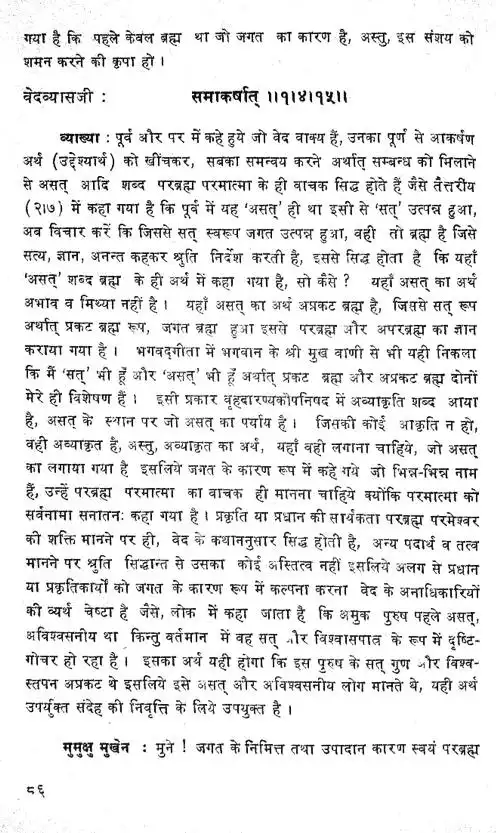 गया है कि पहले केवल ब्रह्म था जो जगत का कारण है, अस्तु, इस संशय को
शमन करने की कृपा हो ।
वेदव्यासजी : समाकर्षात् ॥१।४।१५॥
व्याख्या : पूर्व और पर में कहे हुये जो वेद वाक्य हैं, उनका पूर्ण से आकर्षण
अर्थ (उद्देश्यार्थ) को खींचकर, सबका समन्वय करने अर्थात् सम्बन्ध को मिलाने
से असत् आदि शब्द परब्रह्म परमात्मा के ही वाचक सिद्ध होते हैं जैसे तैत्तरीय
(२।७) में कहा गया है कि पूर्व में यह 'असत्' ही था इसी से 'सत्' उत्पन्न हुआ,
अब विचार करें कि जिससे सत् स्वरूप जगत उत्पन्न हुआ, वही तो ब्रह्म है जिसे
सत्य, ज्ञान, अनन्त कहकर श्रुति निर्देश करती है, इससे सिद्ध होता है कि यहाँ
'असत्' शब्द ब्रह्म के ही अर्थ में कहा गया है, सो कैसे ? यहाँ असत् का अर्थ
अभाव व मिथ्या नहीं है । यहाँ असत् का अर्थ अप्रकट ब्रह्म है, जिससे सत् रूप
अर्थात् प्रकट ब्रह्म रूप, जगत ब्रह्म हुआ इससे परब्रह्म और अपरब्रह्म का ज्ञान
कराया गया है । भगवद्गीता में भगवान के श्री मुख वाणी से भी यही निकला
कि मैं 'सत्' भी हूँ और 'असत्' भी हूँ अर्थात् प्रकट ब्रह्म और अप्रकट ब्रह्म दोनों
मेरे ही विशेषण हैं । इसी प्रकार वृहदारण्यकौपनिषद में अव्याकृति शब्द आया
है, असत् के स्थान पर जो असत् का पर्याय है । जिसकी कोई आकृति न हो,
वही अव्याकृत है, अस्तु, अव्याकृत का अर्थ, यहाँ वही लगाना चाहिये, जो असत्
का लगाया गया है इसलिये जगत के कारण रूप में कहे गये जो भिन्न-भिन्न नाम
हैं, उन्हें परब्रह्म परमात्मा का वाचक ही मानना चाहिये क्योंकि परमात्मा को
सर्वनामा सनातनः कहा गया है । प्रकृति या प्रधान की सार्थकता परब्रह्म परमेश्वर
की शक्ति मानने पर ही, वेद के कथानानुसार सिद्ध होती है, अन्य पदार्थ व तत्व
मानने पर श्रुति सिद्धान्त से उसका कोई अस्तित्व नहीं इसलिये अलग से प्रधान
या प्रकृतिकार्यों को जगत के कारण रूप में कल्पना करना वेद के अनाधिकारियों
की व्यर्थ चेष्टा है जैसे, लोक में कहा जाता है कि अमुक पुरुष पहले असत्,
अविश्वसनीय था किन्तु वर्तमान में वह सत् और विश्वासपात्र के रूप में दृष्टि-
गोचर हो रहा है । इसका अर्थ यही होगा कि इस पुरुष के सत् गुण और विश्व-
स्तपन अप्रकट थे इसलिये इसे असत् और अविश्वसनीय लोग मानते थे, यही अर्थ
उपर्युक्त संदेह की निवृत्ति के लिये उपयुक्त है ।
मुमुक्षु मुखेन : मुने ! जगत के निमित्त तथा उपादान कारण स्वयं परब्रह्म
८६